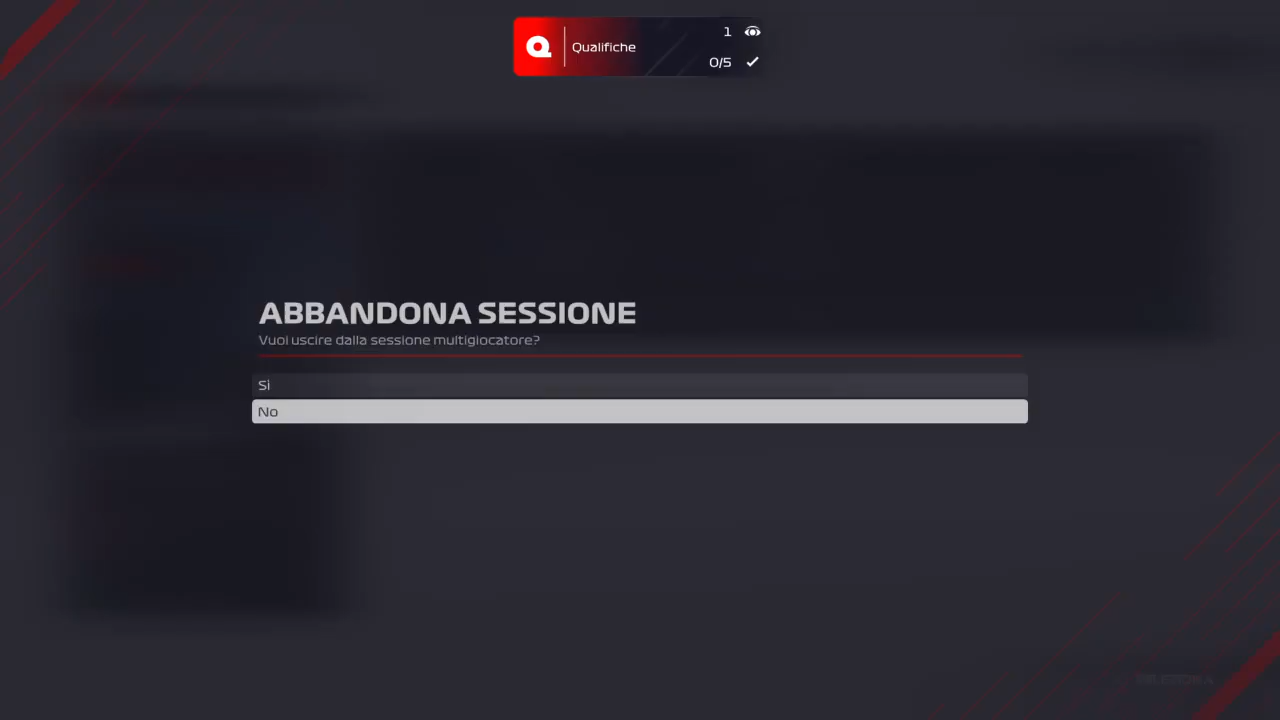 Qualifiche
1
0/5
ABBANDONA SESSIONE
Vuoi uscire dalla sessione multigiocatore?
Sì
No